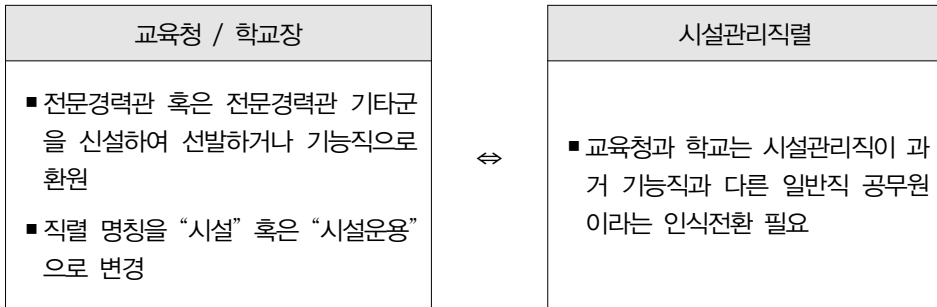 교육청 / 학교장
■ 전문경력관 혹은 전문경력관 기타군
을 신설하여 선발하거나 기능직으로
환원
■ 직렬 명칭을 “시설” 혹은 “시설운용”
으로 변경
⇔
시설관리직렬
■ 교육청과 학교는 시설관리직이 과
거 기능직과 다른 일반직 공무원
이라는 인식전환 필요